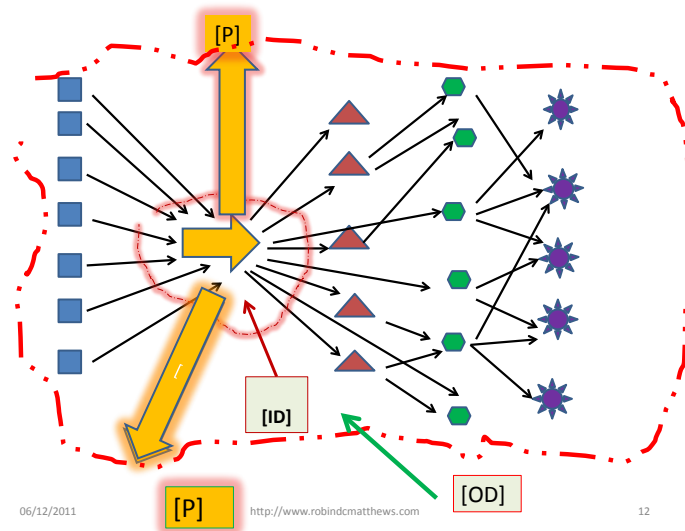 [P]
[
[ID]
[OD]
[P]
06/12/2011
http://www.robindcmatthews.com
12